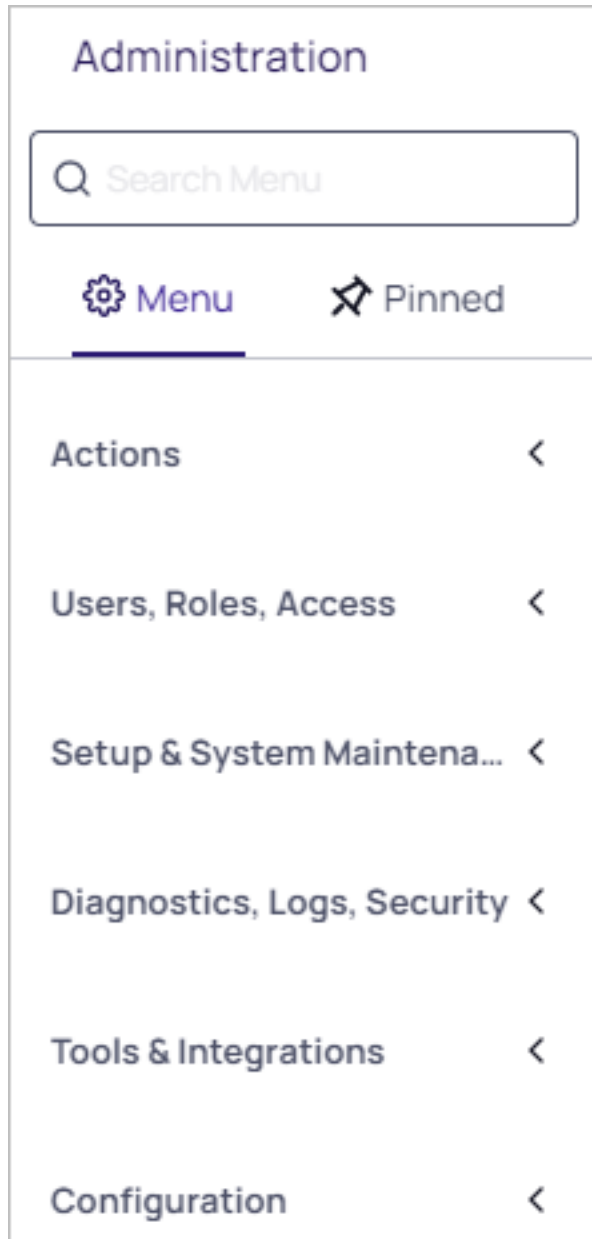 Administration
Search Menu
Menu
Pinned
Actions
Users, Roles, Access
Setup & System Maintena...
Diagnostics, Logs, Security
Tools & Integrations
Configuration